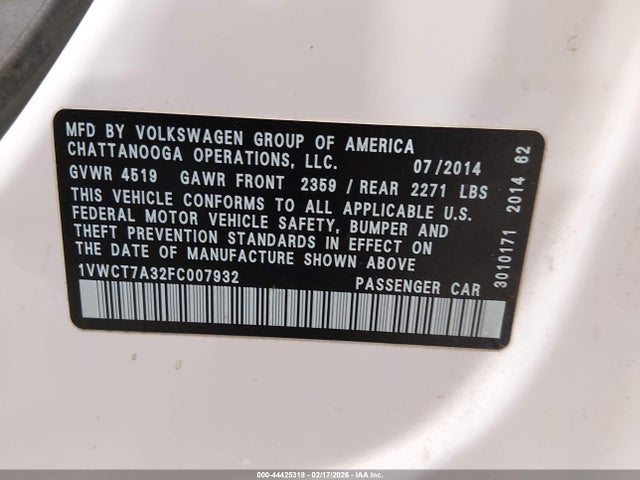 MFD BY VOLKSWAGEN GROUP OF AMERICA
CHATTANOOGA OPERATIONS, LLC. 07/2014
GVWR 4519 GAWR FRONT 2359 / REAR 2271 LBS
THIS VEHICLE CONFORMS TO ALL APPLICABLE U.S.
FEDERAL MOTOR VEHICLE SAFETY, BUMPER AND
THEFT PREVENTION STANDARDS IN EFFECT ON
THE DATE OF MANUFACTURE SHOWN ABOVE.
1VWCT7A32FC007932 PASSENGER CAR
3010171 2014 62
000-44425318 - 02/17/2026 - IAA Inc.